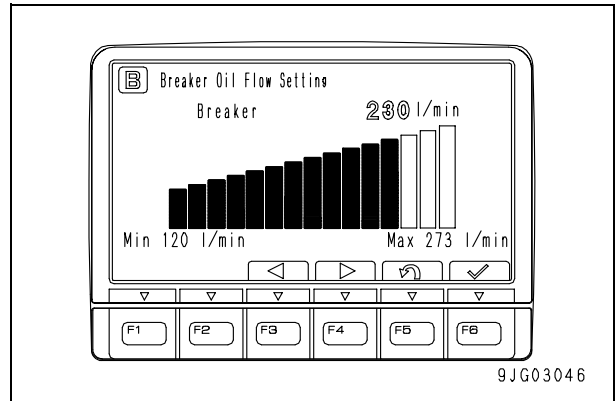 B Breaker Oil Flow Setting
Breaker 230 l/min
Min 120 l/min Max 273 l/min
F1 F2 F3 F4 F5 F6
9JG03046